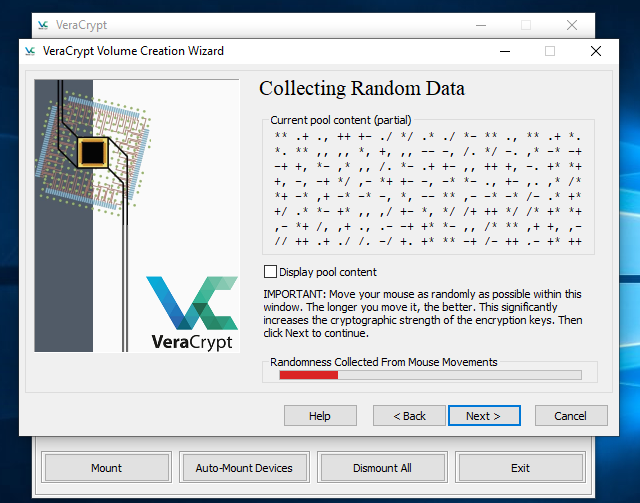 VeraCrypt
VeraCrypt Volume Creation Wizard
Collecting Random Data
Current pool content (partial)
** .+ ., ++ +- ./ */ .* ./ *- ** ., ** .+ *.
*. ** ,, ,, *, +, ,, -- -, /. */ -. ,* -* -+
-+ +, *- ,* ,, /. *- .+ +- ,, ++ +, -. +* *+
+, -, -+ */ ,- *+ +- -, -* *- ., +- ,. ,* /*
*+ -* ,+ -* -* -, *, -- ** ,, -- -* -* */- .* +*
+/ .* *- +* ,, ,/ +- *, */ /+ ++ */ /* +* *+
,- *+ /, ,+ ., .- -+ +* *- ,, /* ** ,+ +, ,-
// ++ .+ ./ /. -/ +. +* ** -+ /- ++ .- +* ++
Display pool content
IMPORTANT: Move your mouse as randomly as possible within this
window. The longer you move it, the better. This significantly
increases the cryptographic strength of the encryption keys. Then
click Next to continue.
VeraCrypt
Randomness Collected From Mouse Movements
Help
< Back
Next >
Cancel
Mount
Auto-Mount Devices
Dismount All
Exit